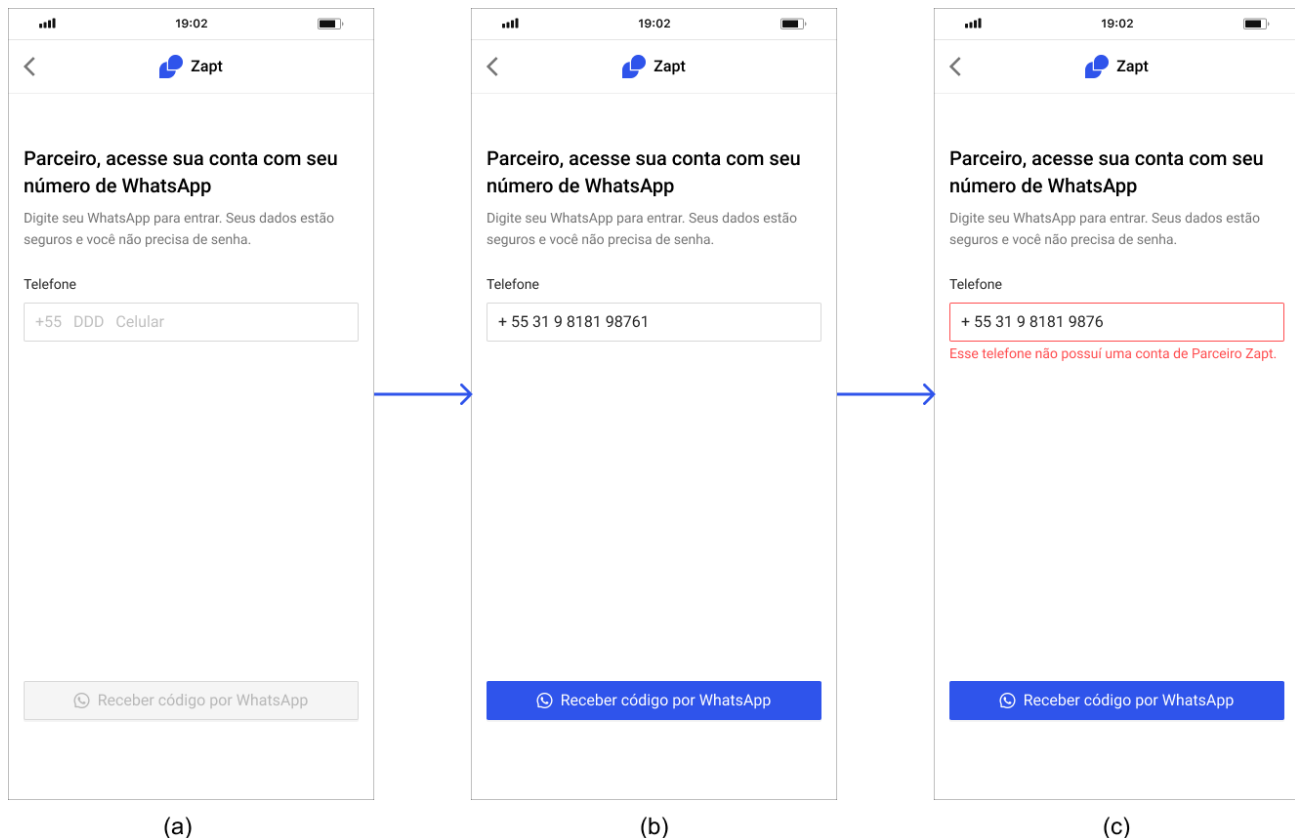 19:02
Zapt
Parceiro, acesse sua conta com seu
número de WhatsApp
Digite seu WhatsApp para entrar. Seus dados estão
seguros e você não precisa de senha.
Telefone
+55 DDD Celular
Receber código por WhatsApp
(a)
19:02
Zapt
Parceiro, acesse sua conta com seu
número de WhatsApp
Digite seu WhatsApp para entrar. Seus dados estão
seguros e você não precisa de senha.
Telefone
+ 55 31 9 8181 98761
Receber código por WhatsApp
(b)
19:02
Zapt
Parceiro, acesse sua conta com seu
número de WhatsApp
Digite seu WhatsApp para entrar. Seus dados estão
seguros e você não precisa de senha.
Telefone
+ 55 31 9 8181 9876
Esse telefone não possuí uma conta de Parceiro Zapt.
Receber código por WhatsApp
(c)